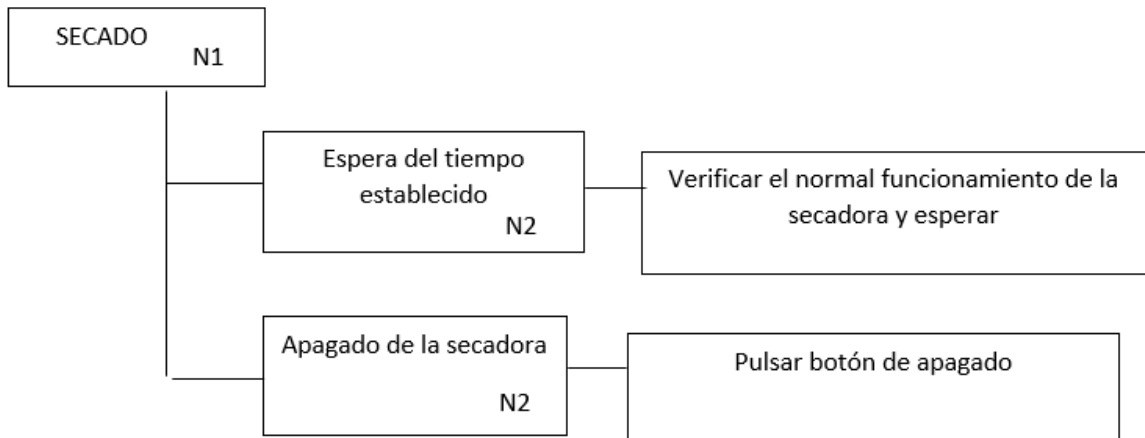 SECADO
N1
Espera del tiempo
establecido
N2
Verificar el normal funcionamiento de la
secadora y esperar
Apagado de la secadora
N2
Pulsar botón de apagado